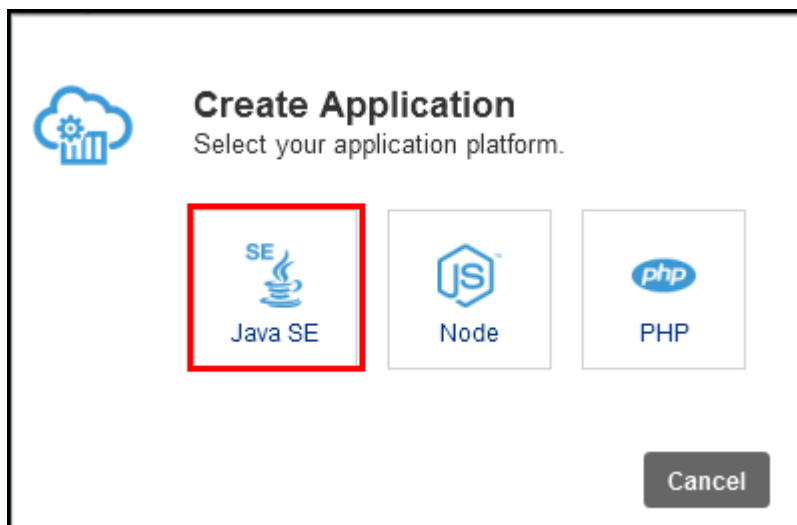 Create Application
Select your application platform.
SE
JS
php
Java SE
Node
PHP
Cancel